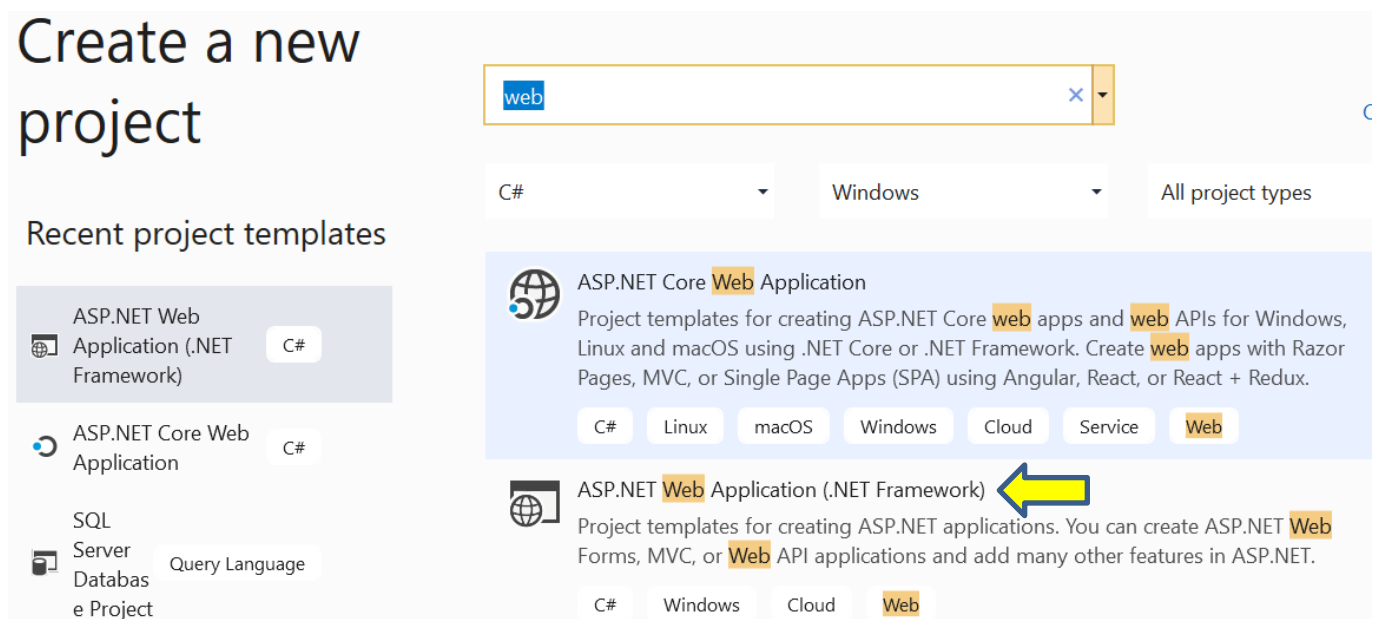 Create a new
project
web
C#
Windows
All project types
Recent project templates
ASP.NET Web
Application (.NET
Framework)
C#
ASP.NET Core Web
Application
C#
SQL
Server
Databas
e Project
Query Language
ASP.NET Core Web Application
Project templates for creating ASP.NET Core web apps and web APIs for Windows,
Linux and macOS using .NET Core or .NET Framework. Create web apps with Razor
Pages, MVC, or Single Page Apps (SPA) using Angular, React, or React + Redux.
C# Linux macOS Windows Cloud Service Web
ASP.NET Web Application (.NET Framework)
Project templates for creating ASP.NET applications. You can create ASP.NET Web
Forms, MVC, or Web API applications and add many other features in ASP.NET.
C# Windows Cloud Web